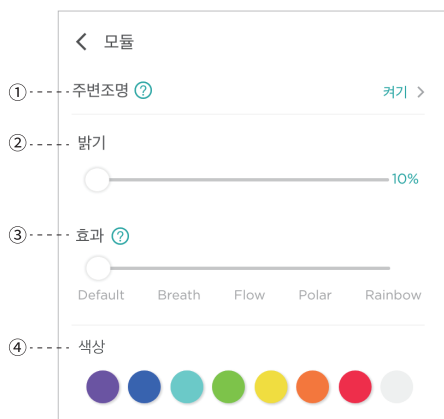 모듈
① 주변조명 ? 켜기
② 밝기
10%
③ 효과 ?
Default Breath Flow Polar Rainbow
④ 색상